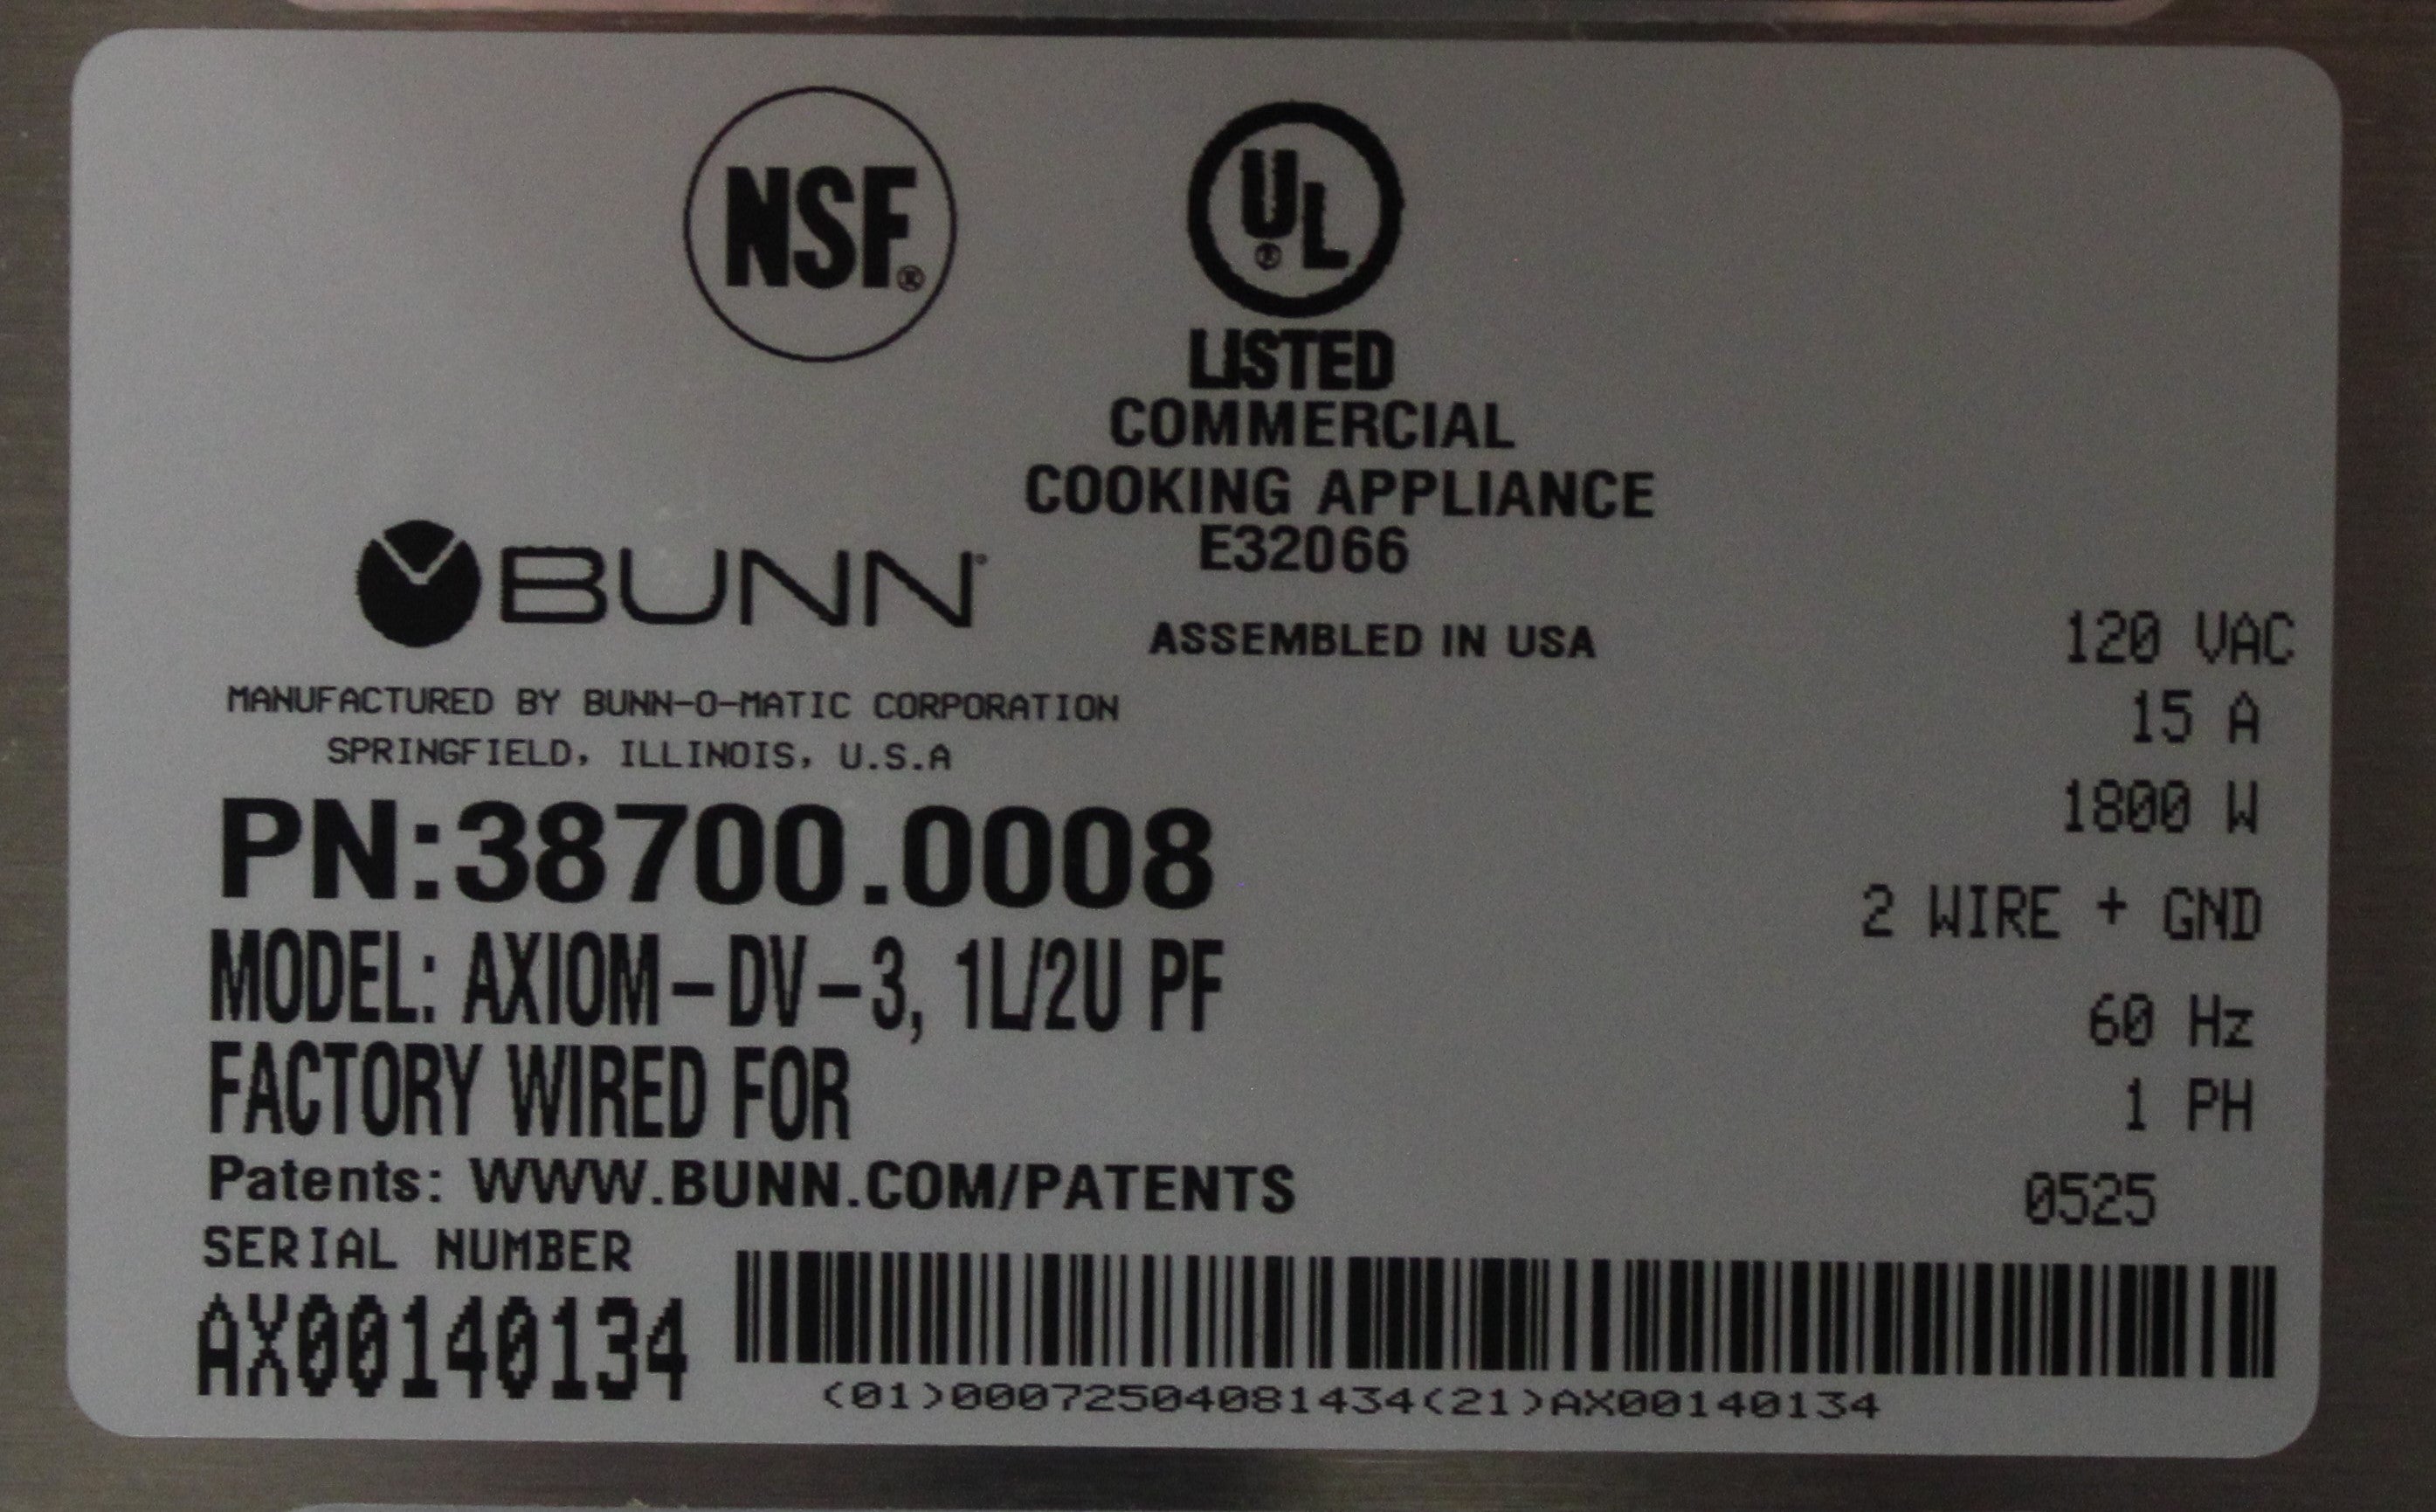 NSF®
UL®
LISTED
COMMERCIAL
COOKING APPLIANCE
E32066
BUNN®
ASSEMBLED IN USA
MANUFACTURED BY BUNN-O-MATIC CORPORATION
SPRINGFIELD, ILLINOIS, U.S.A
PN:38700.0008
MODEL: AXIOM-DV-3, 1L/2U PF
FACTORY WIRED FOR
Patents: WWW.BUNN.COM/PATENTS
SERIAL NUMBER
AX00140134
120 VAC
15 A
1800 W
2 WIRE + GND
60 Hz
1 PH
0525
(01)00072504081434(21)AX00140134